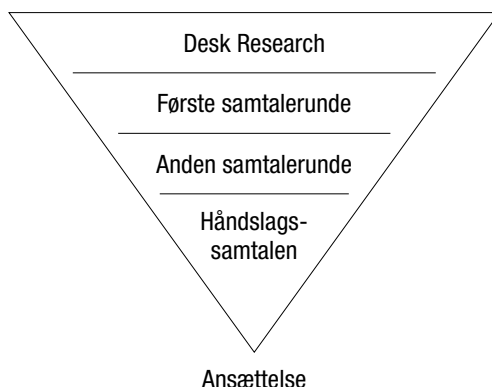 Desk Research
Første samtalerunde
Anden samtalerunde
Håndslags-
samtalen
Ansættelse